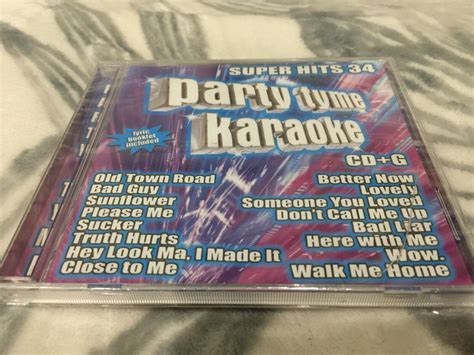 SUPER HITS 34
party tyme
karaoke
lyric
booklet
included
CD+G
Old Town Road
Bad Guy
Sunflower
Please Me
Sucker
Truth Hurts
Hey Look Ma, I Made It
Close to Me
Better Now
Lovely
Someone You Loved
Don't Call Me Up
Bad Liar
Here with Me
Wow.
Walk Me Home